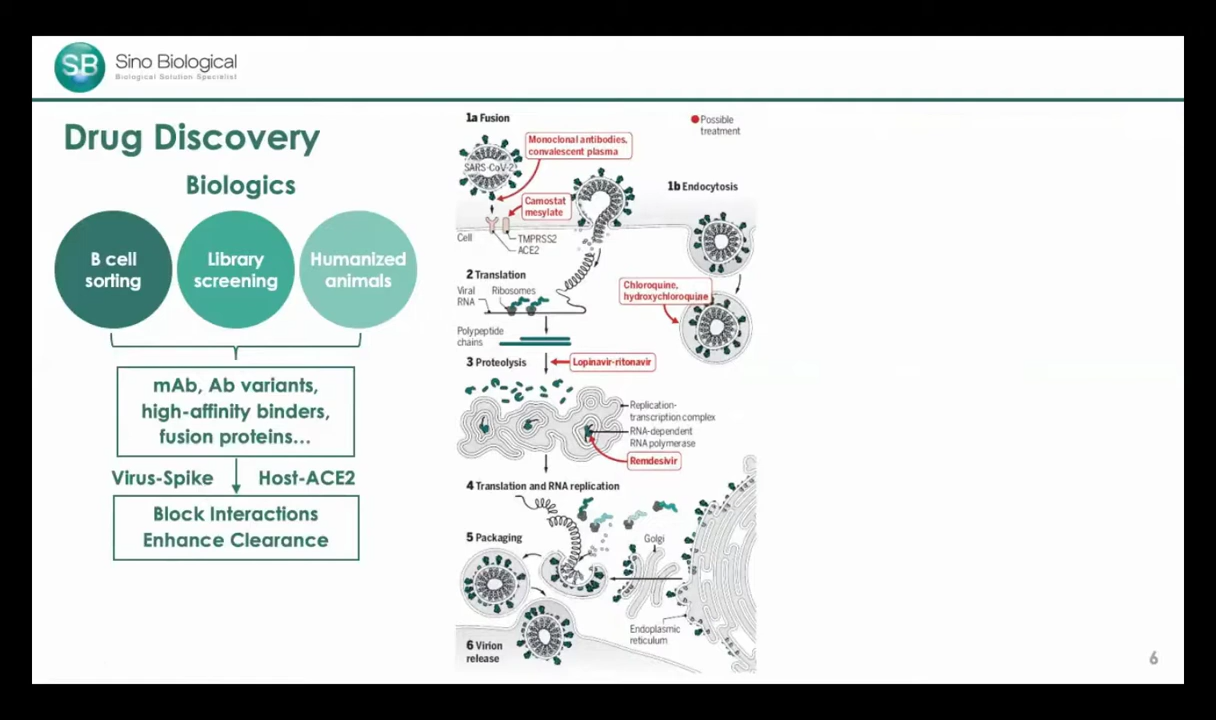 SB
Sino Biological
Biological Solution Specialist
Drug Discovery
Biologics
B cell
sorting
Library
screening
Humanized
animals
mAb, Ab variants,
high-affinity binders,
fusion proteins...
Virus-Spike
Host-ACE2
Block Interactions
Enhance Clearance
1a Fusion
Possible
treatment
Monoclonal antibodies,
convalescent plasma
SARS-CoV-2
1b Endocytosis
Camostat
mesylate
Cell
TMPRSS2
ACE2
2 Translation
Viral
RNA
Ribosomes
Chloroquine,
hydroxychloroquine
Polypeptide
chains
3 Proteolysis
Lopinavir-ritonavir
Replication-
transcription complex
RNA-dependent
RNA polymerase
Remdesivir
4 Translation and RNA replication
5 Packaging
Golgi
Endoplasmic
reticulum
6 Virion
release
6